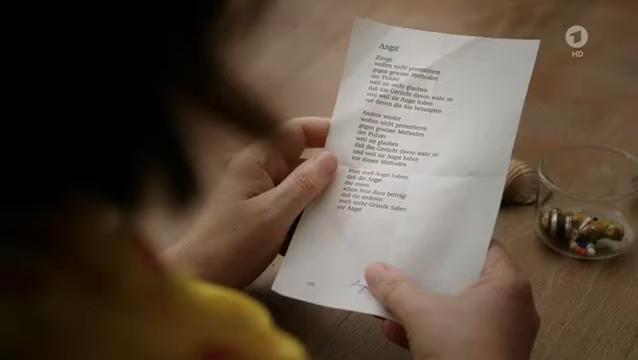 Angst
Einige
wollen nicht protestieren
gegen gewisse Methoden
der Polizei
weil sie nicht glauben
daß das Gerücht davon wahr ist
und weil sie Angst haben
vor denen die das behaupten
Andere wieder
wollen nicht protestieren
gegen gewisse Methoden
der Polizei
weil sie glauben
daß das Gerücht davon wahr ist
und weil sie Angst haben
vor diesen Methoden
Man muß Angst haben
daß die Angst
der einen
schon heut dazu beiträgt
daß die anderen
noch mehr Gründe haben
zur Angst
1
HD